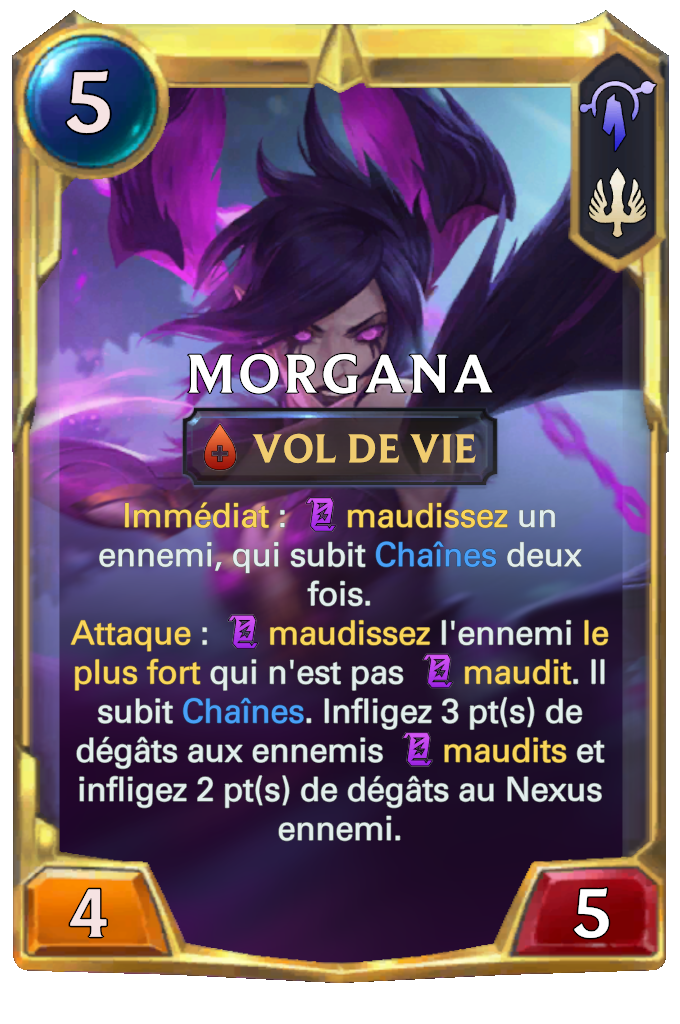 5
MORGANA
VOL DE VIE
Immédiat : maudissez un
ennemi, qui subit Chaînes deux
fois.
Attaque : maudissez l'ennemi le
plus fort qui n'est pas maudit. Il
subit Chaînes. Infligez 3 pt(s) de
dégâts aux ennemis maudits et
infligez 2 pt(s) de dégâts au Nexus
ennemi.
4
5